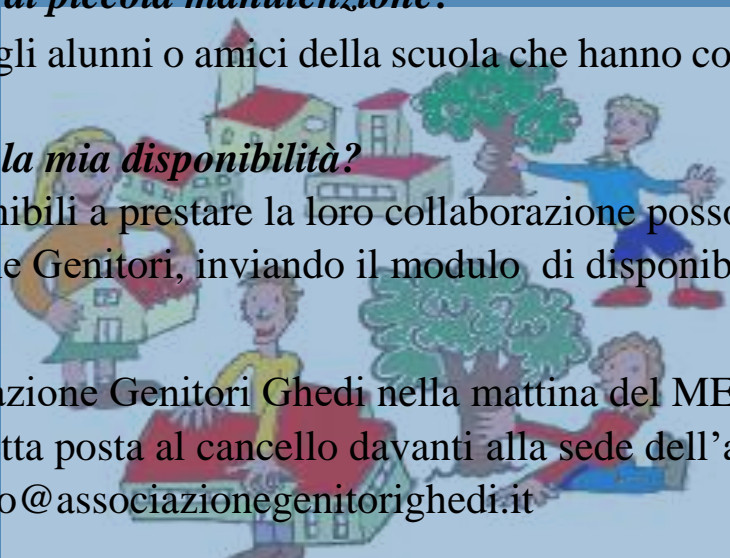 di piccola manutenzione?
gli alunni o amici della scuola che hanno co
la mia disponibilità?
nibili a prestare la loro collaborazione posso
e Genitori, inviando il modulo di disponib
azione Genitori Ghedi nella mattina del ME
tta posta al cancello davanti alla sede dell'a
o@associazionegenitorighedi.it